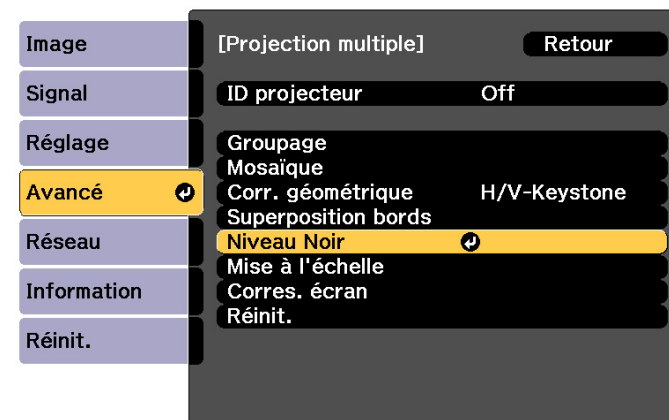 Image
Signal
Réglage
Avancé
Réseau
Information
Réinit.
[Projection multiple] Retour
ID projecteur Off
Groupage
Mosaïque
Corr. géométrique H/V-Keystone
Superposition bords
Niveau Noir
Mise à l'échelle
Corres. écran
Réinit.